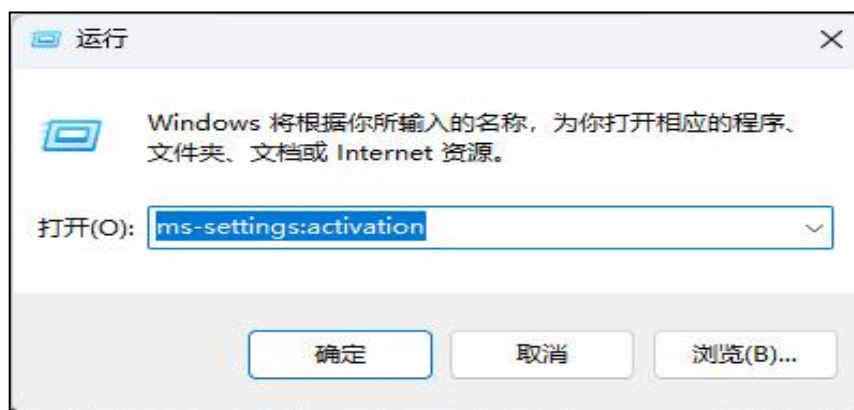 运行
Windows 将根据你所输入的名称，为你打开相应的程序、
文件夹、文档或 Internet 资源。
打开(O): ms-settings:activation
确定 取消 浏览(B)...